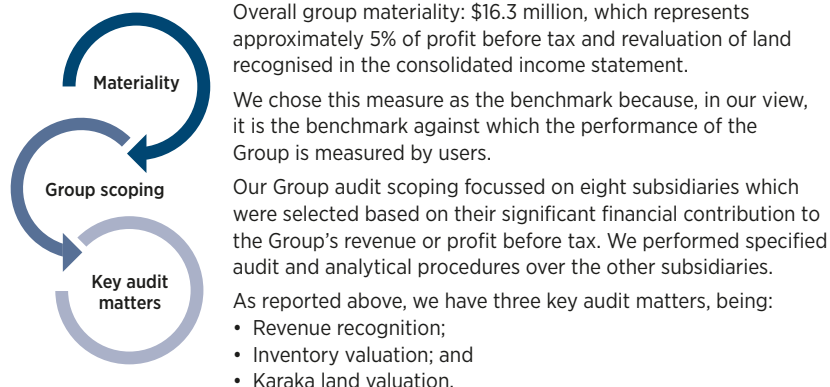 Materiality
Overall group materiality: $16.3 million, which represents
approximately 5% of profit before tax and revaluation of land
recognised in the consolidated income statement.
We chose this measure as the benchmark because, in our view,
it is the benchmark against which the performance of the
Group is measured by users.
Group scoping
Our Group audit scoping focussed on eight subsidiaries which
were selected based on their significant financial contribution to
the Group's revenue or profit before tax. We performed specified
audit and analytical procedures over the other subsidiaries.
Key audit
matters
As reported above, we have three key audit matters, being:
• Revenue recognition;
• Inventory valuation; and
• Karaka land valuation.